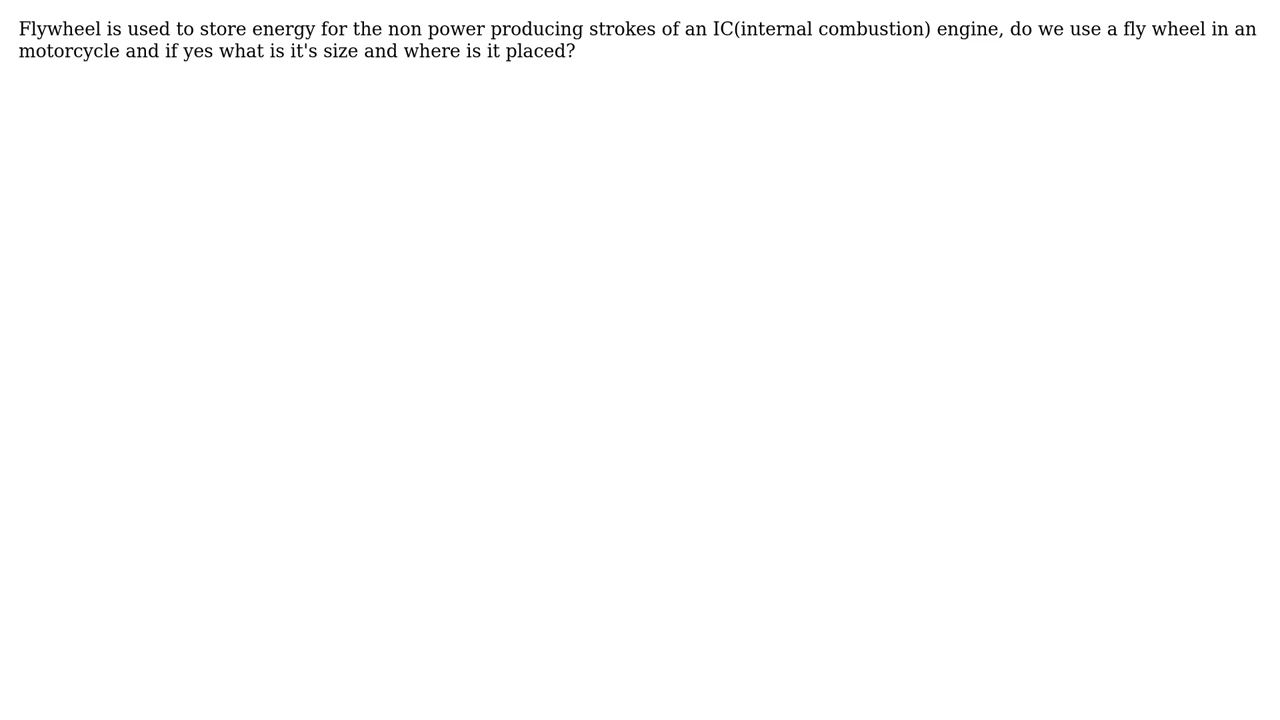 Flywheel is used to store energy for the non power producing strokes of an IC(internal combustion) engine, do we use a fly wheel in an
motorcycle and if yes what is it's size and where is it placed?